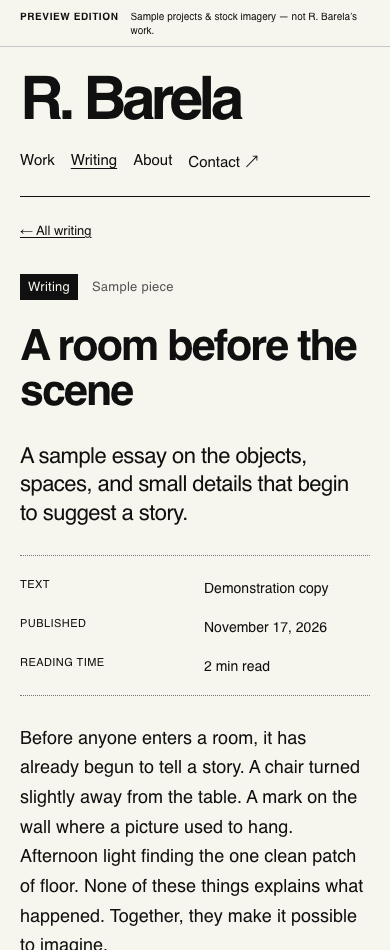 PREVIEW EDITION Sample projects & stock imagery — not R. Barela's
work.
R. Barela
Work Writing About Contact ↗
← All writing
Writing Sample piece
A room before the
scene
A sample essay on the objects,
spaces, and small details that begin
to suggest a story.
TEXT Demonstration copy
PUBLISHED November 17, 2026
READING TIME 2 min read
Before anyone enters a room, it has
already begun to tell a story. A chair turned
slightly away from the table. A mark on the
wall where a picture used to hang.
Afternoon light finding the one clean patch
of floor. None of these things explains what
happened. Together, they make it possible
to imagine.